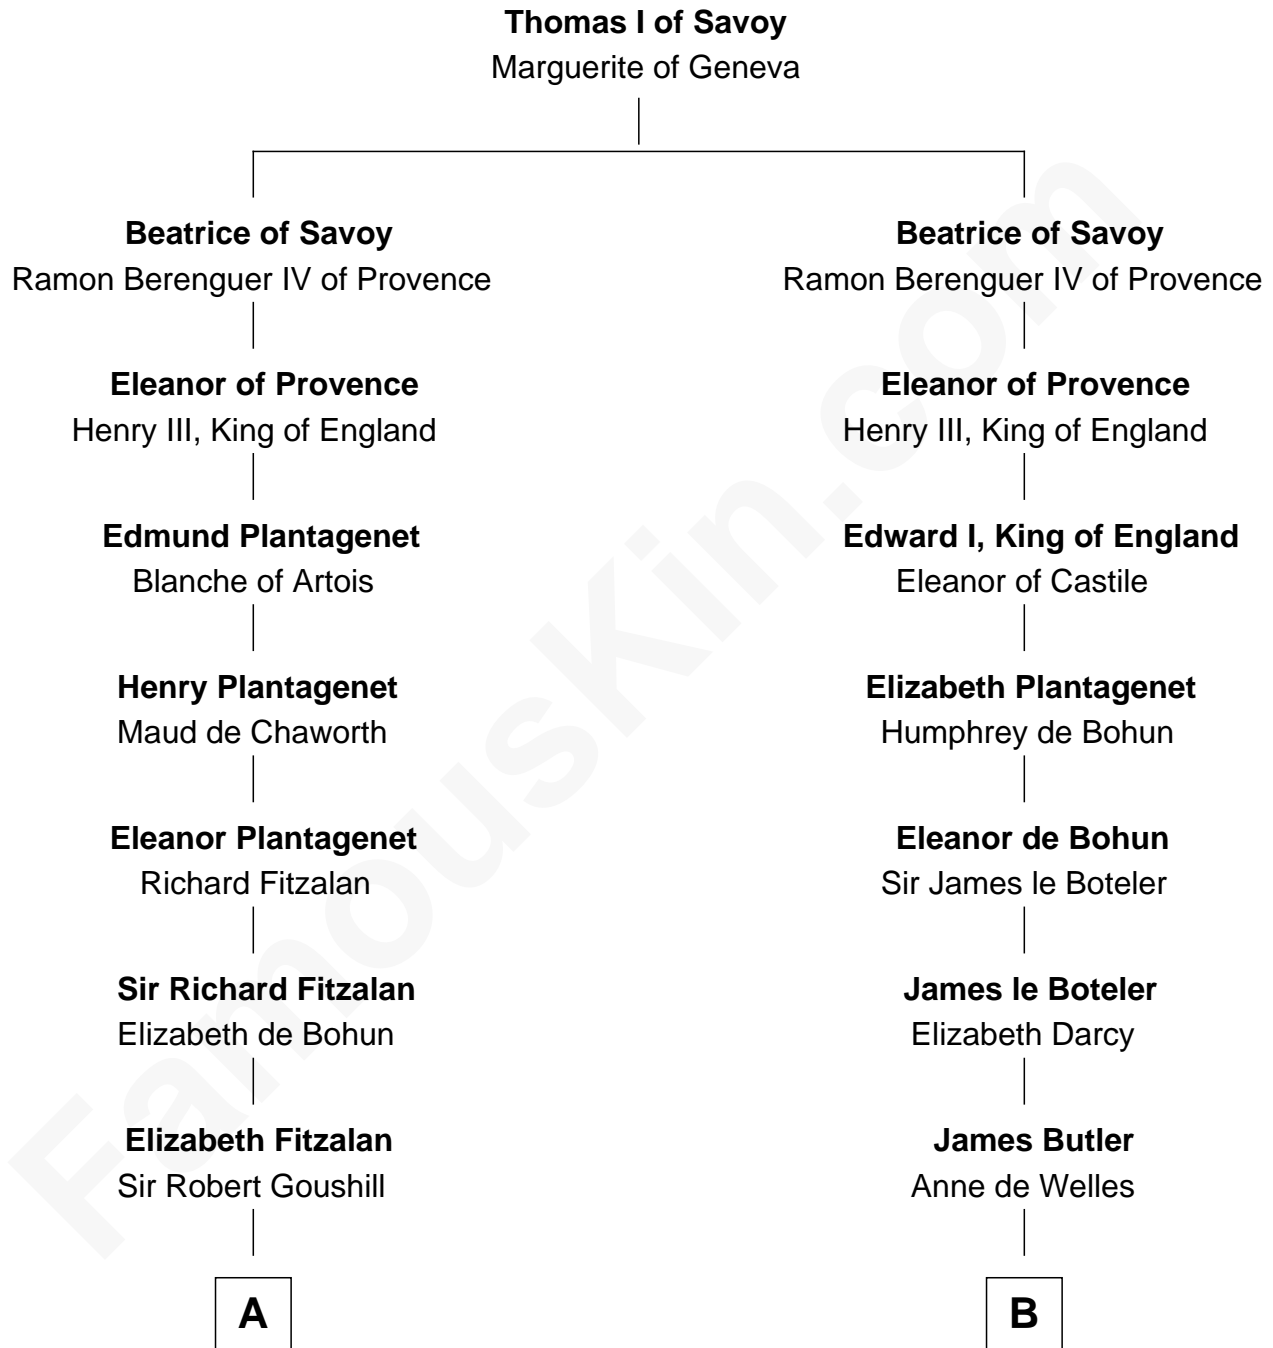 Thomas I of Savoy
Marguerite of Geneva
Beatrice of Savoy
Ramon Berenguer IV of Provence
Eleanor of Provence
Henry III, King of England
Edmund Plantagenet
Blanche of Artois
Henry Plantagenet
Maud de Chaworth
Eleanor Plantagenet
Richard Fitzalan
Sir Richard Fitzalan
Elizabeth de Bohun
Elizabeth Fitzalan
Sir Robert Goushill
A
Beatrice of Savoy
Ramon Berenguer IV of Provence
Eleanor of Provence
Henry III, King of England
Edward I, King of England
Eleanor of Castile
Elizabeth Plantagenet
Humphrey de Bohun
Eleanor de Bohun
Sir James le Boteler
James le Boteler
Elizabeth Darcy
James Butler
Anne de Welles
B
FamousKin.com